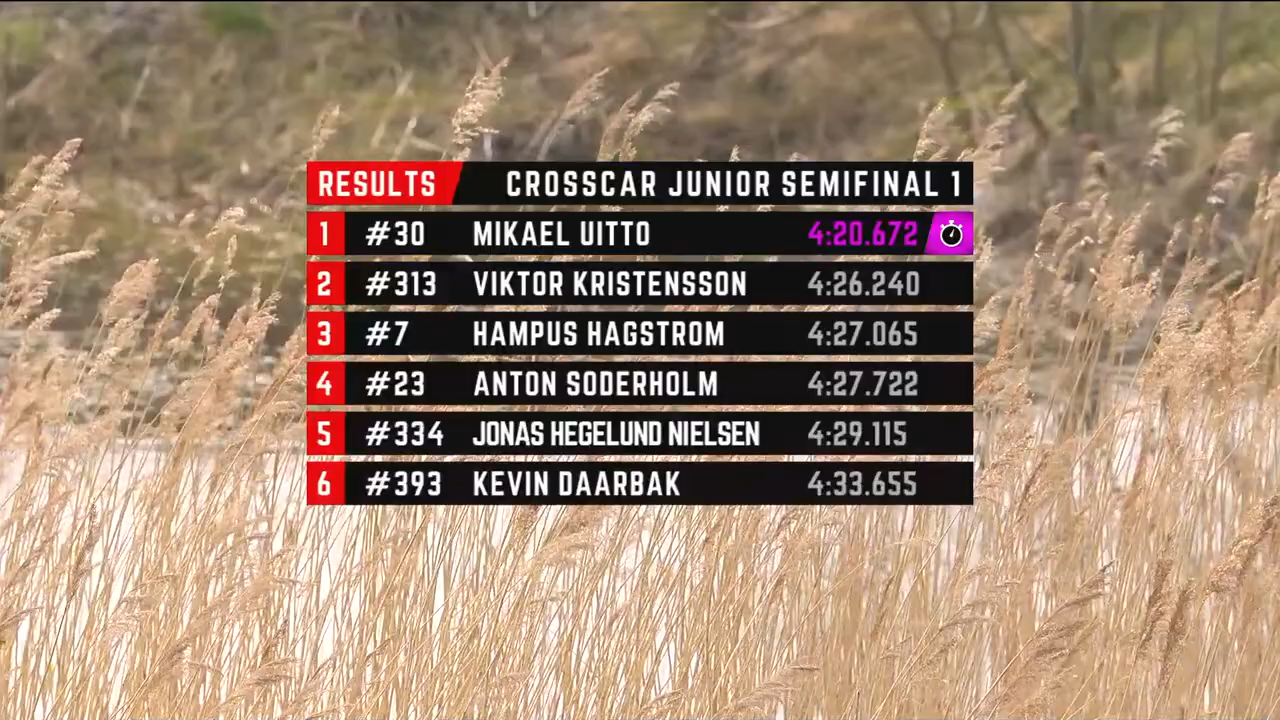 RESULTS CROSSCAR JUNIOR SEMIFINAL 1
1 #30 MIKAEL UITTO 4:20.672
2 #313 VIKTOR KRISTENSSON 4:26.240
3 #7 HAMPUS HAGSTROM 4:27.065
4 #23 ANTON SODERHOLM 4:27.722
5 #334 JONAS HEGELUND NIELSEN 4:29.115
6 #393 KEVIN DAARBAK 4:33.655